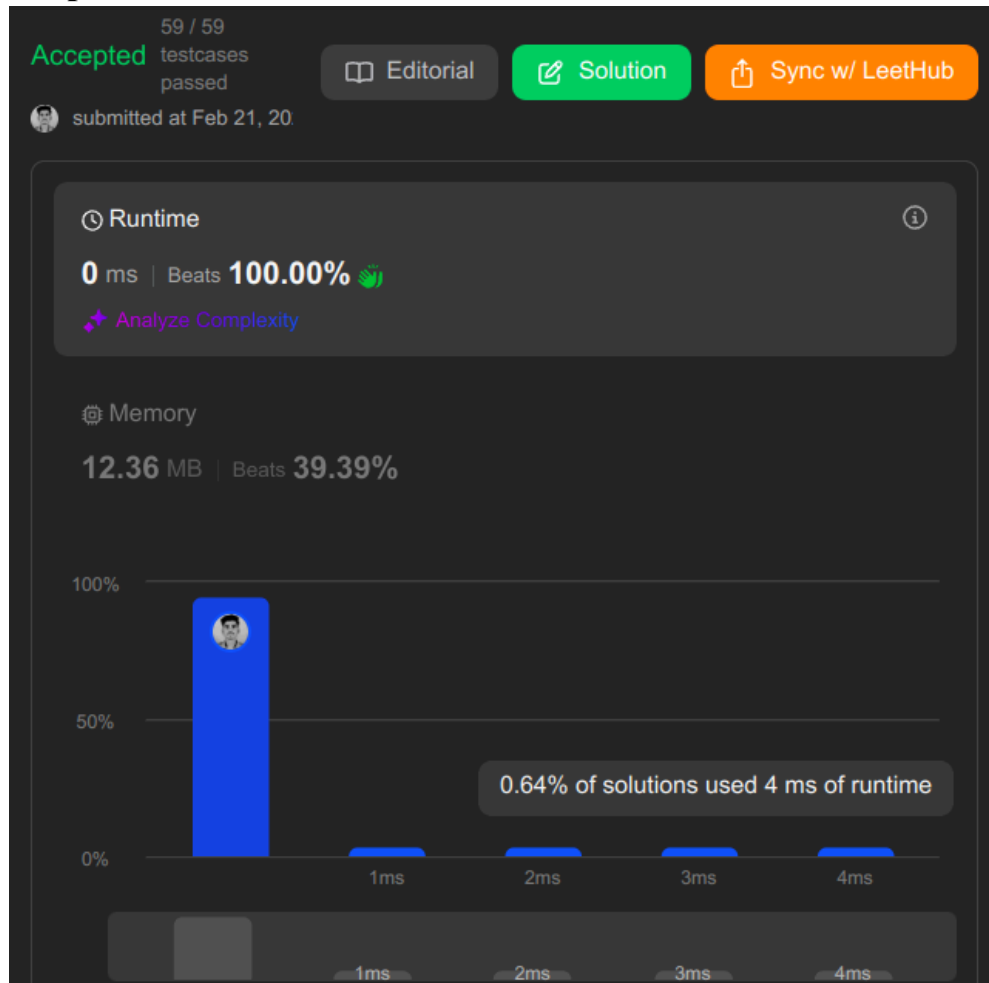 59 / 59
Accepted testcases
passed
Editorial
Solution
Sync w/ LeetHub
submitted at Feb 21, 20
Runtime
0 ms | Beats 100.00%
Analyze Complexity
Memory
12.36 MB | Beats 39.39%
100%
50%
0.64% of solutions used 4 ms of runtime
0%
1ms 2ms 3ms 4ms
1ms 2ms 3ms 4ms